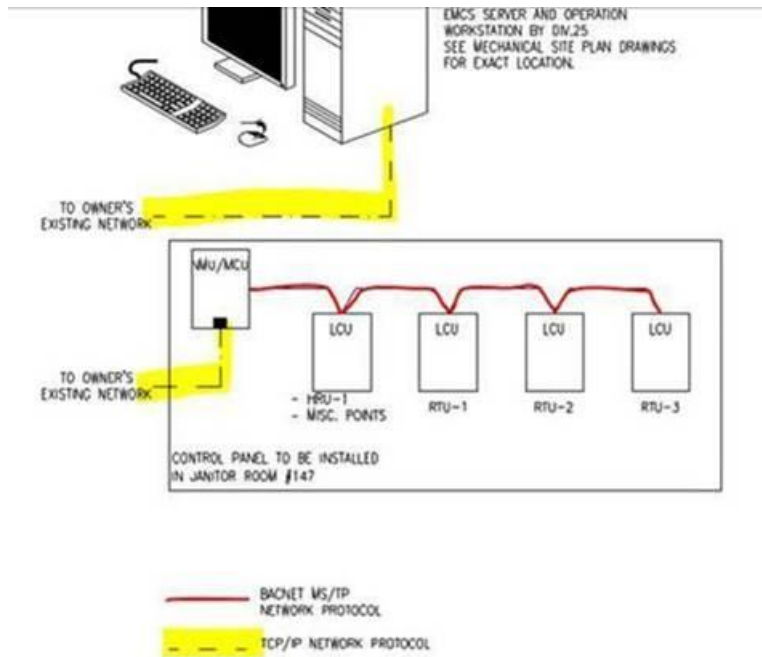 EMCS SERVER AND OPERATION
WORKSTATION BY DIV.25
SEE MECHANICAL SITE PLAN DRAWINGS
FOR EXACT LOCATION.
TO OWNER'S
EXISTING NETWORK
NMU/MCU
LCU
LCU
LCU
LCU
TO OWNER'S
EXISTING NETWORK
- HRU-1
- MISC. POINTS
RTU-1
RTU-2
RTU-3
CONTROL PANEL TO BE INSTALLED
IN JANITOR ROOM #147
BACNET MS/TP
NETWORK PROTOCOL
TCP/IP NETWORK PROTOCOL